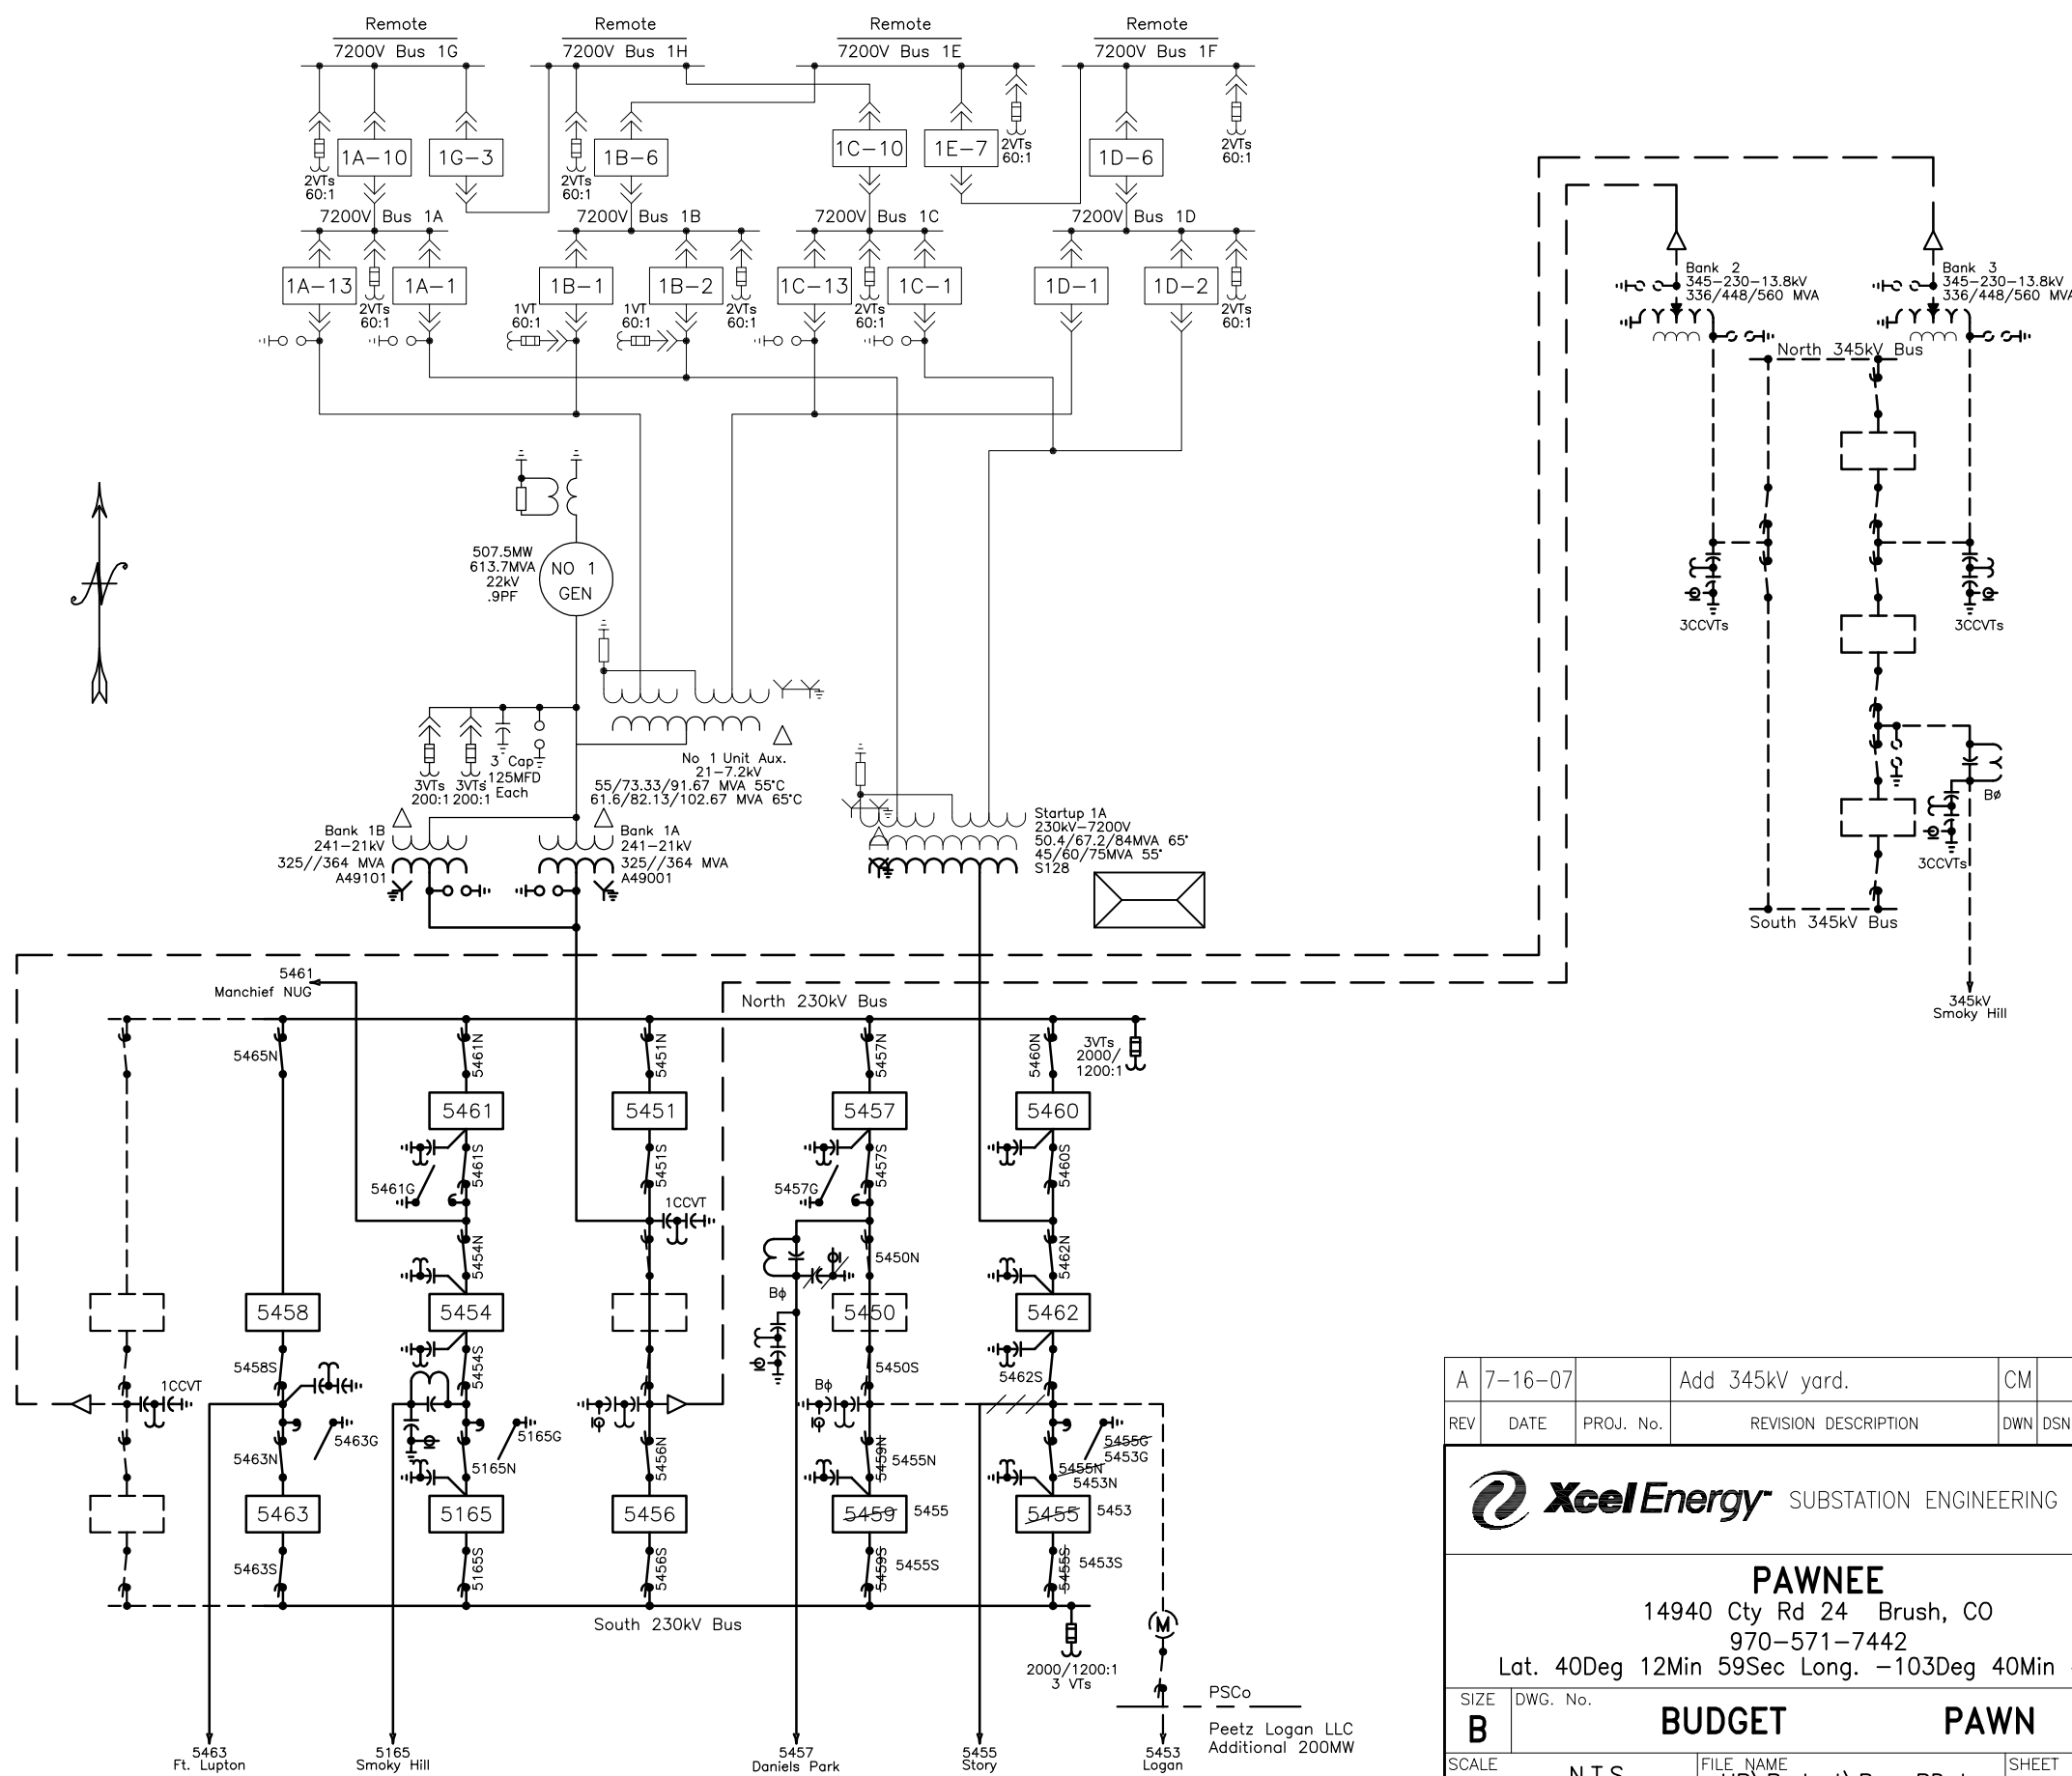 Remote
7200V Bus 1G
Remote
7200V Bus 1H
Remote
7200V Bus 1E
Remote
7200V Bus 1F
1A-10
1G-3
1B-6
1C-10
1E-7
1D-6
2VTs
60:1
2VTs
60:1
2VTs
60:1
2VTs
60:1
7200V Bus 1A
7200V Bus 1B
7200V Bus 1C
7200V Bus 1D
1A-13
1A-1
1B-1
1B-2
1C-13
1C-1
1D-1
1D-2
2VTs
60:1
1VT
60:1
1VT
60:1
2VTs
60:1
2VTs
60:1
2VTs
60:1
Bank 2
345-230-13.8kV
336/448/560 MVA
Bank 3
345-230-13.8kV
336/448/560 MVA
North 345kV Bus
3CCVTs
3CCVTs
Bø
3CCVTs
South 345kV Bus
345kV
Smoky Hill
N
507.5MW
613.7MVA
22kV
.9PF
NO 1
GEN
3VTs
200:1
3VTs
200:1
3 Cap
.125MFD
Each
No 1 Unit Aux.
21-7.2kV
55/73.33/91.67 MVA 55°C
61.6/82.13/102.67 MVA 65°C
Bank 1B
241-21kV
325//364 MVA
A49101
Bank 1A
241-21kV
325//364 MVA
A49001
Startup 1A
230kV-7200V
50.4/67.2/84MVA 65°
45/60/75MVA 55°
S128
5461
Manchief NUG
North 230kV Bus
5465N
5461N
5451N
5457N
5460N
3VTs
2000/
1200:1
5461
5451
5457
5460
5461S
5451S
5457S
5460S
5461G
5457G
1CCVT
5454N
5450N
5462N
Bϕ
5458
5454
5450
5462
5458S
5454S
5450S
5462S
1CCVT
Bϕ
5463G
5165G
5455G
5453G
5463N
5165N
5456N
5459N
5455N
5455N
5453N
5463
5165
5456
5459
5455
5455
5453
5463S
5165S
5456S
5459S
5455S
5455S
5453S
South 230kV Bus
2000/1200:1
3 VTs
M
PSCo
Peetz Logan LLC
Additional 200MW
5463
Ft. Lupton
5165
Smoky Hill
5457
Daniels Park
5455
Story
5453
Logan
A 7-16-07 Add 345kV yard. CM
REV DATE PROJ. No. REVISION DESCRIPTION DWN DSN
Xcel Energy SUBSTATION ENGINEERING
PAWNEE
14940 Cty Rd 24 Brush, CO
970-571-7442
Lat. 40Deg 12Min 59Sec Long. -103Deg 40Min
SIZE
B
DWG. No.
BUDGET PAWN
SCALE
N.T.S.
FILE NAME
SHEET